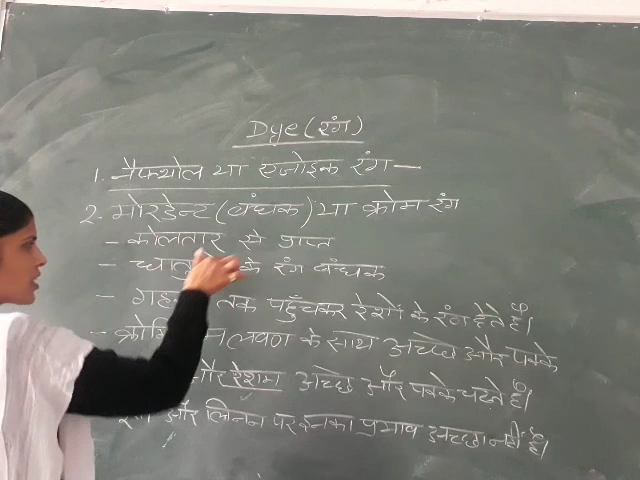 Dye (रंग)
1. नैफ्थोल या एजोइक रंग —
2. मोरडेन्ट (बंधक) या क्रोम रंग
- कोलतार से प्राप्त
- के रंग बंधक
- तक पहुँचकर रेशों के रंग देते हैं।
- लवण के साथ अच्छे और पक्के
और रेशम अच्छे और पक्के चढ़ते हैं।
और लिनन पर इनका प्रभाव अच्छा नहीं है।